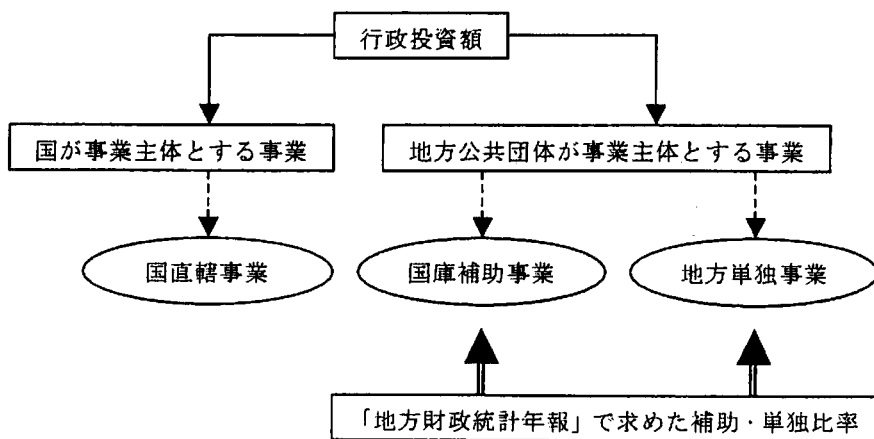 行政投資額
国が事業主体とする事業
地方公共団体が事業主体とする事業
国直轄事業
国庫補助事業
地方単独事業
「地方財政統計年報」で求めた補助・単独比率